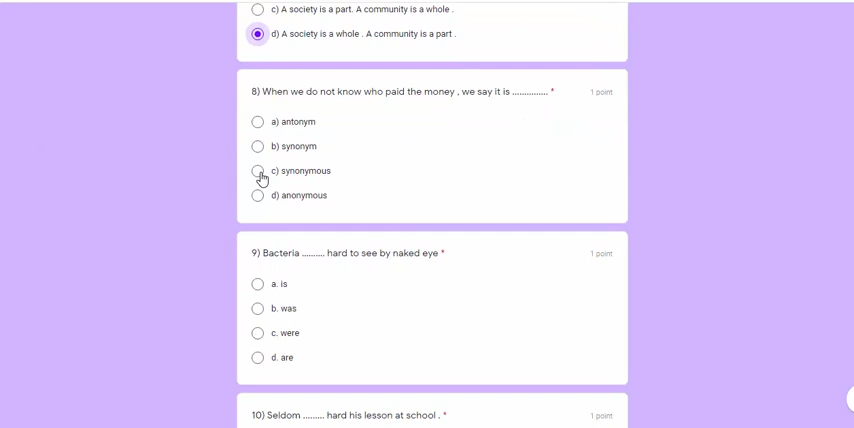 c) A society is a part. A community is a whole .
d) A society is a whole . A community is a part .
8) When we do not know who paid the money , we say it is ............... * 1 point
a) antonym
b) synonym
c) synonymous
d) anonymous
9) Bacteria .......... hard to see by naked eye * 1 point
a. is
b. was
c. were
d. are
10) Seldom ......... hard his lesson at school . * 1 point